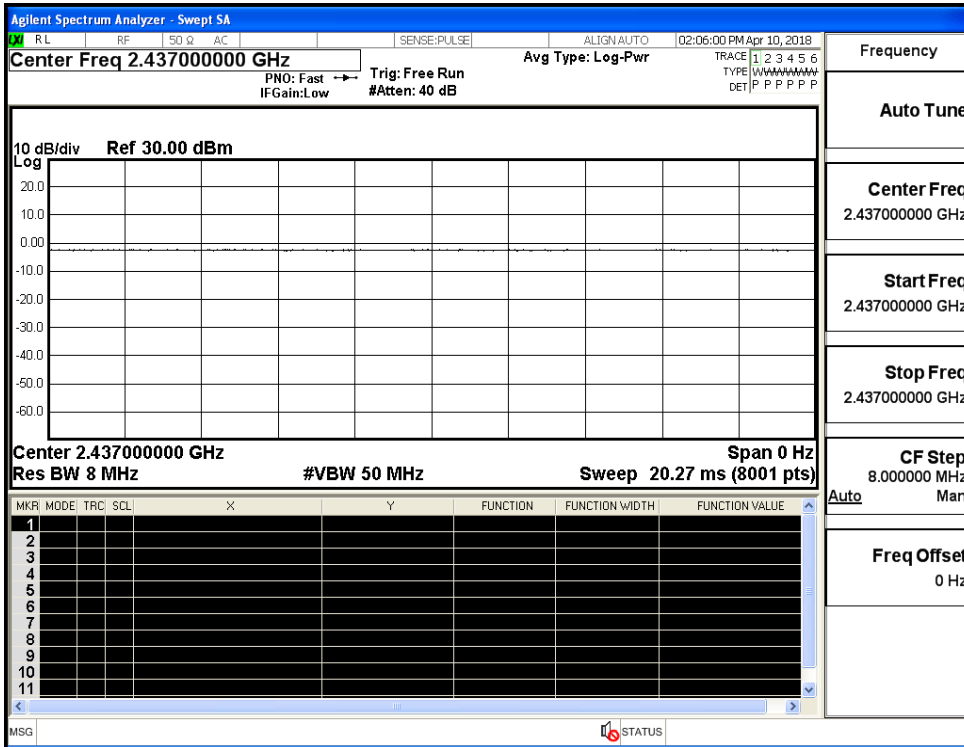 Agilent Spectrum Analyzer - Swept SA
LXI RL RF 50 Ω AC SENSE:PULSE ALIGN AUTO 02:06:00 PM Apr 10, 2018
Center Freq 2.437000000 GHz
PNO: Fast
IFGain:Low
Trig: Free Run
#Atten: 40 dB
Avg Type: Log-Pwr
TRACE 1 2 3 4 5 6
TYPE WWWWWW
DET P P P P P P
10 dB/div Ref 30.00 dBm
Log
20.0
10.0
0.00
-10.0
-20.0
-30.0
-40.0
-50.0
-60.0
Center 2.437000000 GHz Span 0 Hz
Res BW 8 MHz #VBW 50 MHz Sweep 20.27 ms (8001 pts)
MKR MODE TRC SCL X Y FUNCTION FUNCTION WIDTH FUNCTION VALUE
1
2
3
4
5
6
7
8
9
10
11
MSG STATUS
Frequency
Auto Tune
Center Freq
2.437000000 GHz
Start Freq
2.437000000 GHz
Stop Freq
2.437000000 GHz
CF Step
8.000000 MHz
Auto Man
Freq Offset
0 Hz